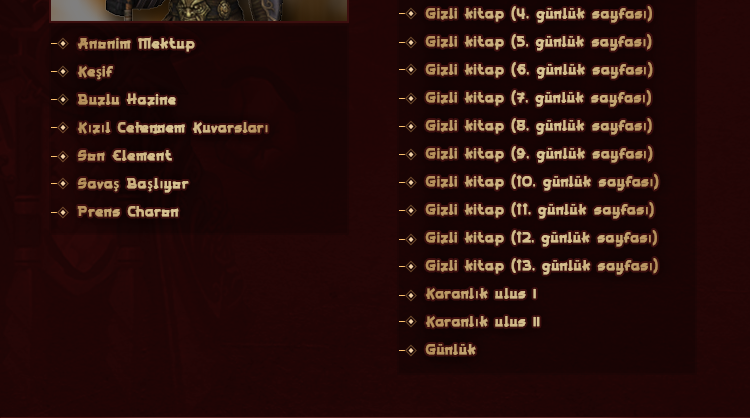 Anonim Mektup
Keşif
Buzlu Hazine
Kızıl Cehennem Kuvarsları
Son Element
Savaş Başlıyor
Prens Charon
Gizli kitap (4. günlük sayfası)
Gizli kitap (5. günlük sayfası)
Gizli kitap (6. günlük sayfası)
Gizli kitap (7. günlük sayfası)
Gizli kitap (8. günlük sayfası)
Gizli kitap (9. günlük sayfası)
Gizli kitap (10. günlük sayfası)
Gizli kitap (11. günlük sayfası)
Gizli kitap (12. günlük sayfası)
Gizli kitap (13. günlük sayfası)
Karanlık ulus I
Karanlık ulus II
Günlük